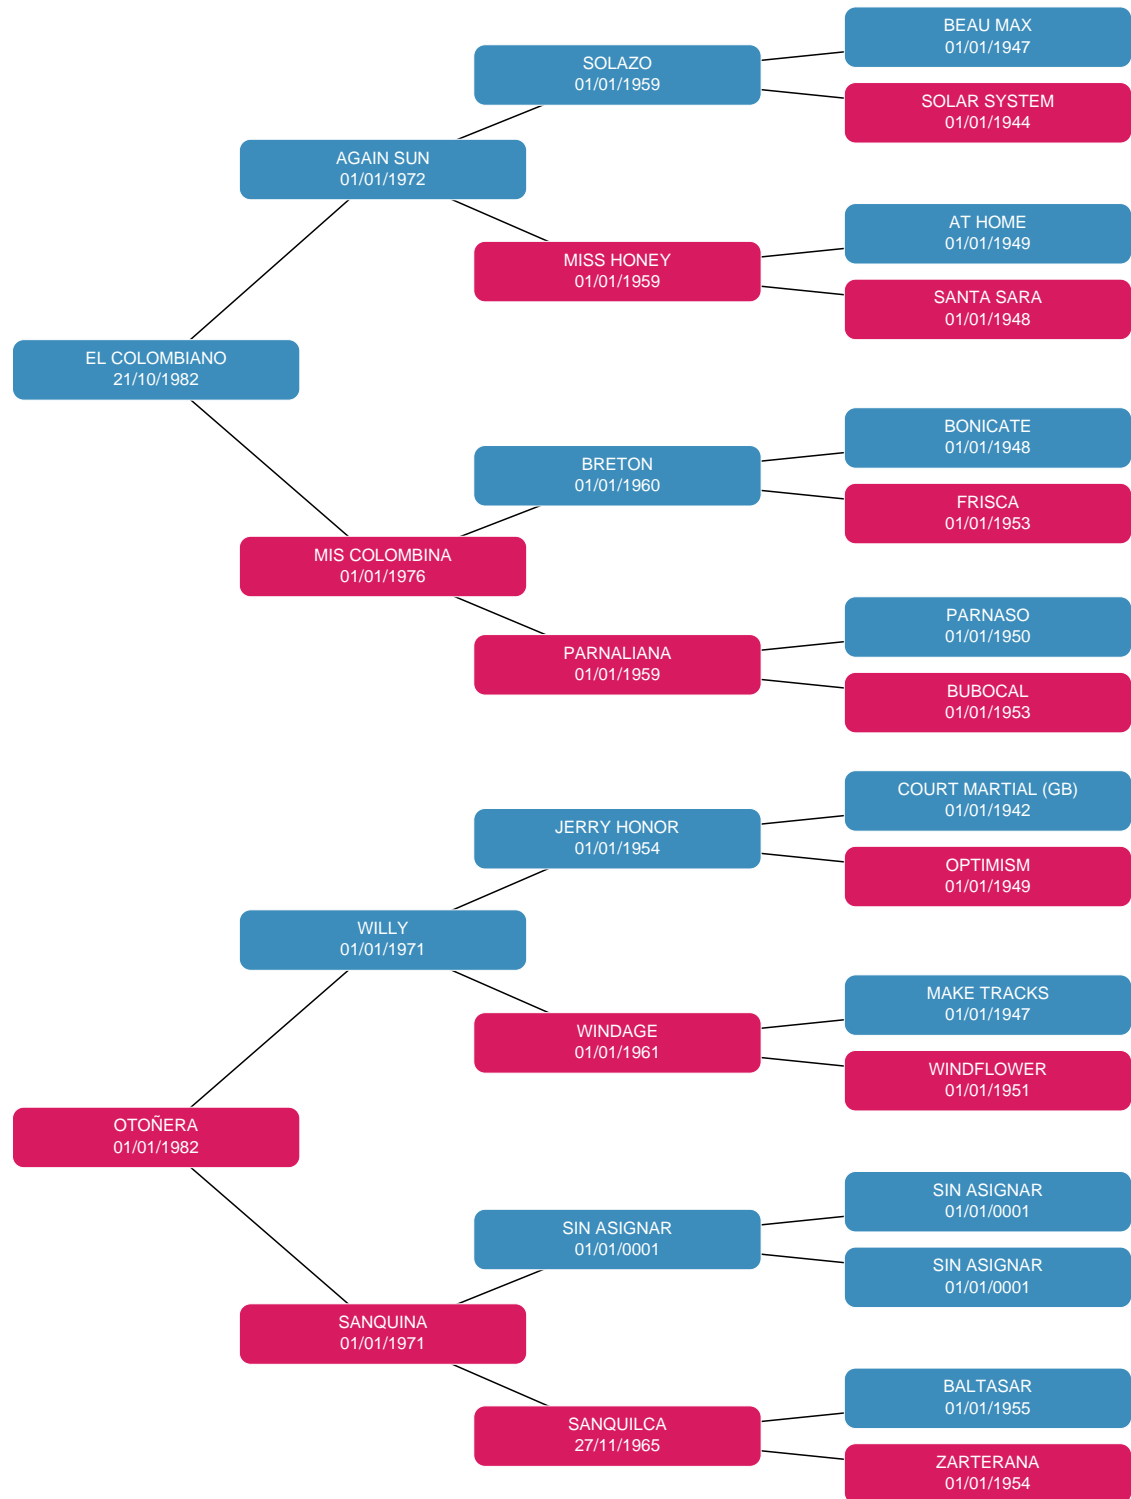 BEAU MAX
01/01/1947
SOLAZO
01/01/1959
SOLAR SYSTEM
01/01/1944
AGAIN SUN
01/01/1972
AT HOME
01/01/1949
MISS HONEY
01/01/1959
SANTA SARA
01/01/1948
EL COLOMBIANO
21/10/1982
BONICATE
01/01/1948
BRETON
01/01/1960
FRISCA
01/01/1953
MIS COLOMBINA
01/01/1976
PARNASO
01/01/1950
PARNALIANA
01/01/1959
BUBOCAL
01/01/1953
COURT MARTIAL (GB)
01/01/1942
JERRY HONOR
01/01/1954
OPTIMISM
01/01/1949
WILLY
01/01/1971
MAKE TRACKS
01/01/1947
WINDAGE
01/01/1961
WINDFLOWER
01/01/1951
OTOÑERA
01/01/1982
SIN ASIGNAR
01/01/0001
SIN ASIGNAR
01/01/0001
SIN ASIGNAR
01/01/0001
SANQUINA
01/01/1971
BALTASAR
01/01/1955
SANQUILCA
27/11/1965
ZARTERANA
01/01/1954